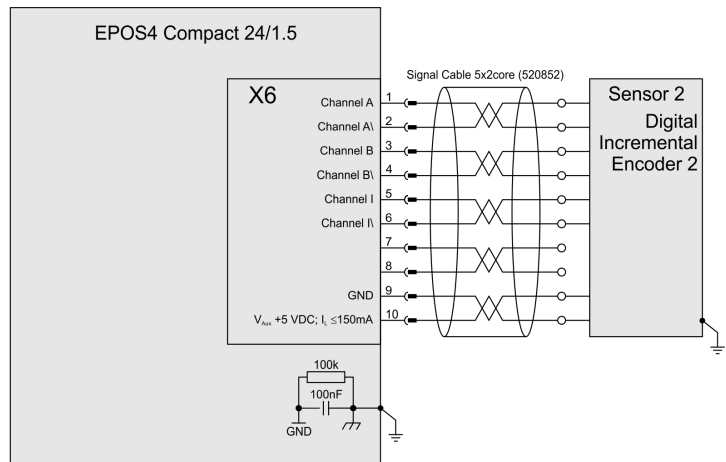 EPOS4 Compact 24/1.5
Signal Cable 5x2core (520852)
X6
Sensor 2
Digital
Incremental
Encoder 2
Channel A 1
Channel A\ 2
Channel B 3
Channel B\ 4
Channel I 5
Channel I\ 6
7
8
GND 9
VAux +5 VDC; IL ≤150mA 10
100k
100nF
GND